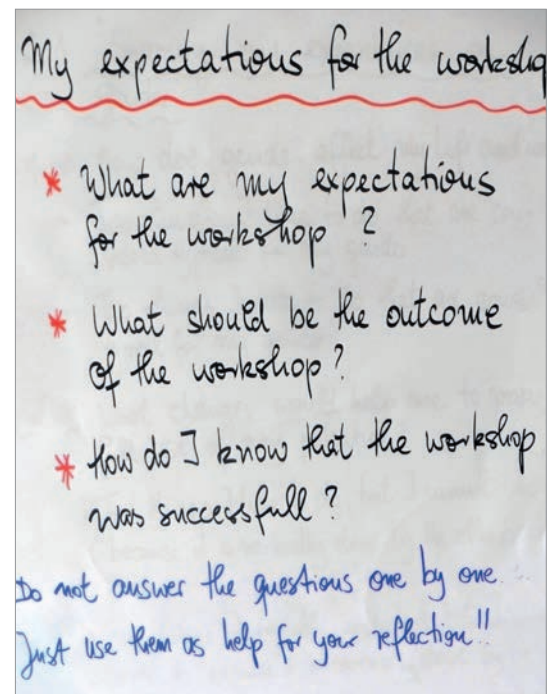 My expectations for the worksho
* What are my expectations
for the workshop ?
* What should be the outcome
of the workshop?
* How do I know that the workshop
was successfull ?
Do not answer the questions one by one..
Just use them as help for your reflection!!